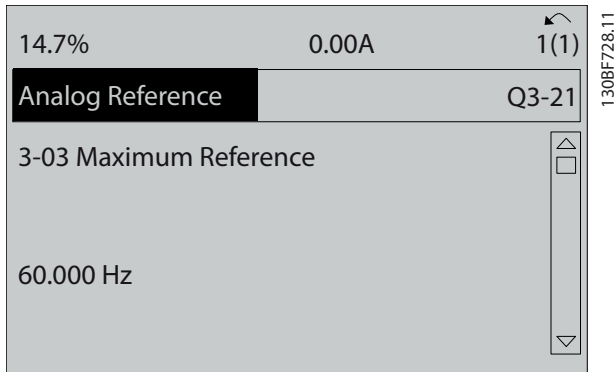 14.7% 0.00A 1(1)
Analog Reference Q3-21
3-03 Maximum Reference
60.000 Hz
130BF728.11